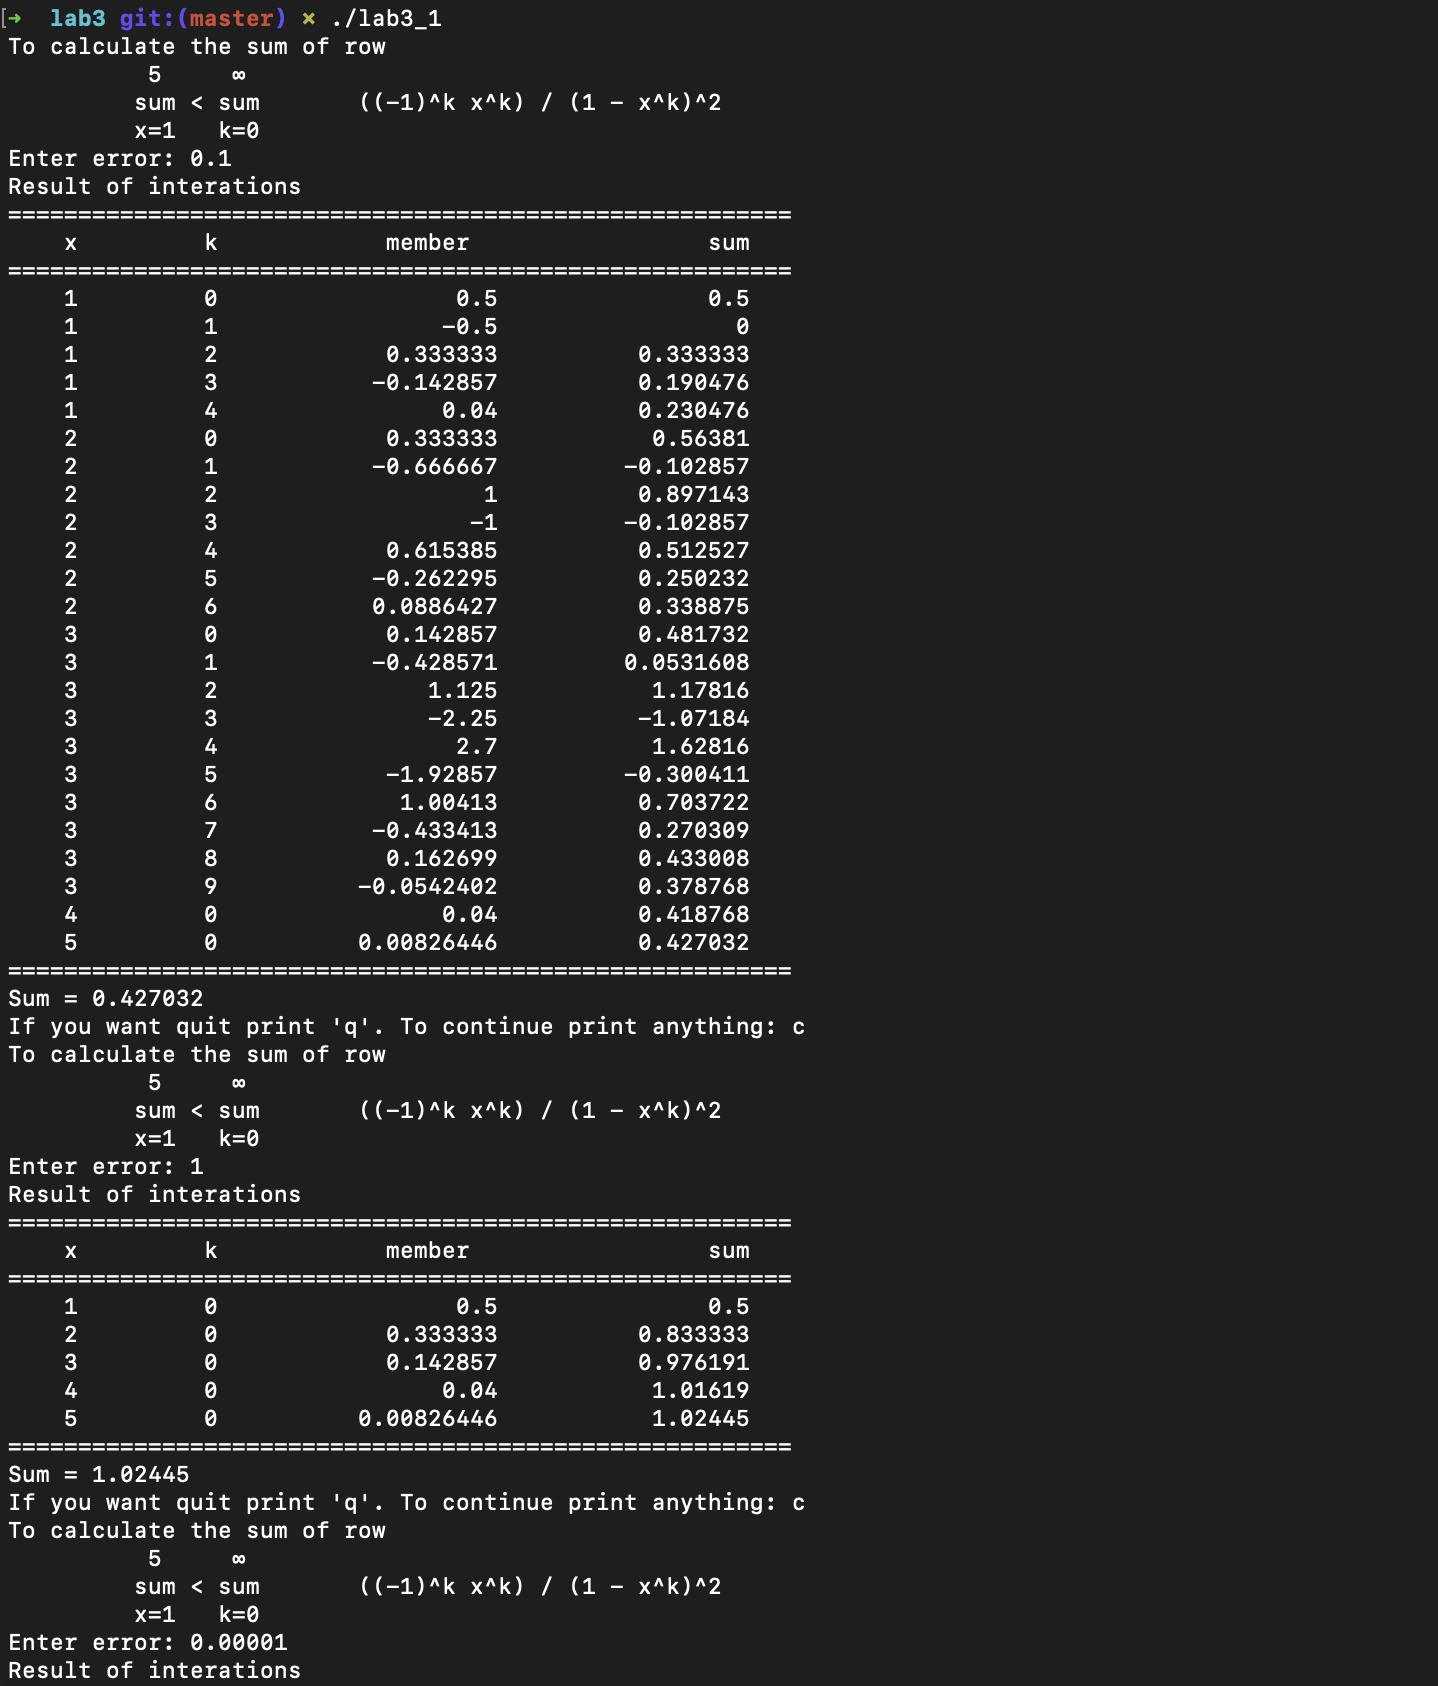 [➜  lab3 git:(master) × ./lab3_1
To calculate the sum of row
          5     ∞
         sum < sum       ((-1)^k x^k) / (1 - x^k)^2
         x=1   k=0
Enter error: 0.1
Result of interations
========================================================
    x         k            member                 sum
========================================================
    1         0                 0.5               0.5
    1         1                -0.5                 0
    1         2            0.333333          0.333333
    1         3           -0.142857          0.190476
    1         4                0.04          0.230476
    2         0            0.333333           0.56381
    2         1           -0.666667         -0.102857
    2         2                   1          0.897143
    2         3                  -1         -0.102857
    2         4            0.615385          0.512527
    2         5           -0.262295          0.250232
    2         6           0.0886427          0.338875
    3         0            0.142857          0.481732
    3         1           -0.428571         0.0531608
    3         2               1.125           1.17816
    3         3               -2.25          -1.07184
    3         4                 2.7           1.62816
    3         5            -1.92857         -0.300411
    3         6             1.00413          0.703722
    3         7           -0.433413          0.270309
    3         8            0.162699          0.433008
    3         9          -0.0542402          0.378768
    4         0                0.04          0.418768
    5         0          0.00826446          0.427032
========================================================
Sum = 0.427032
If you want quit print 'q'. To continue print anything: c
To calculate the sum of row
          5     ∞
         sum < sum       ((-1)^k x^k) / (1 - x^k)^2
         x=1   k=0
Enter error: 1
Result of interations
========================================================
    x         k            member                 sum
========================================================
    1         0                 0.5               0.5
    2         0            0.333333          0.833333
    3         0            0.142857          0.976191
    4         0                0.04           1.01619
    5         0          0.00826446           1.02445
========================================================
Sum = 1.02445
If you want quit print 'q'. To continue print anything: c
To calculate the sum of row
          5     ∞
         sum < sum       ((-1)^k x^k) / (1 - x^k)^2
         x=1   k=0
Enter error: 0.00001
Result of interations